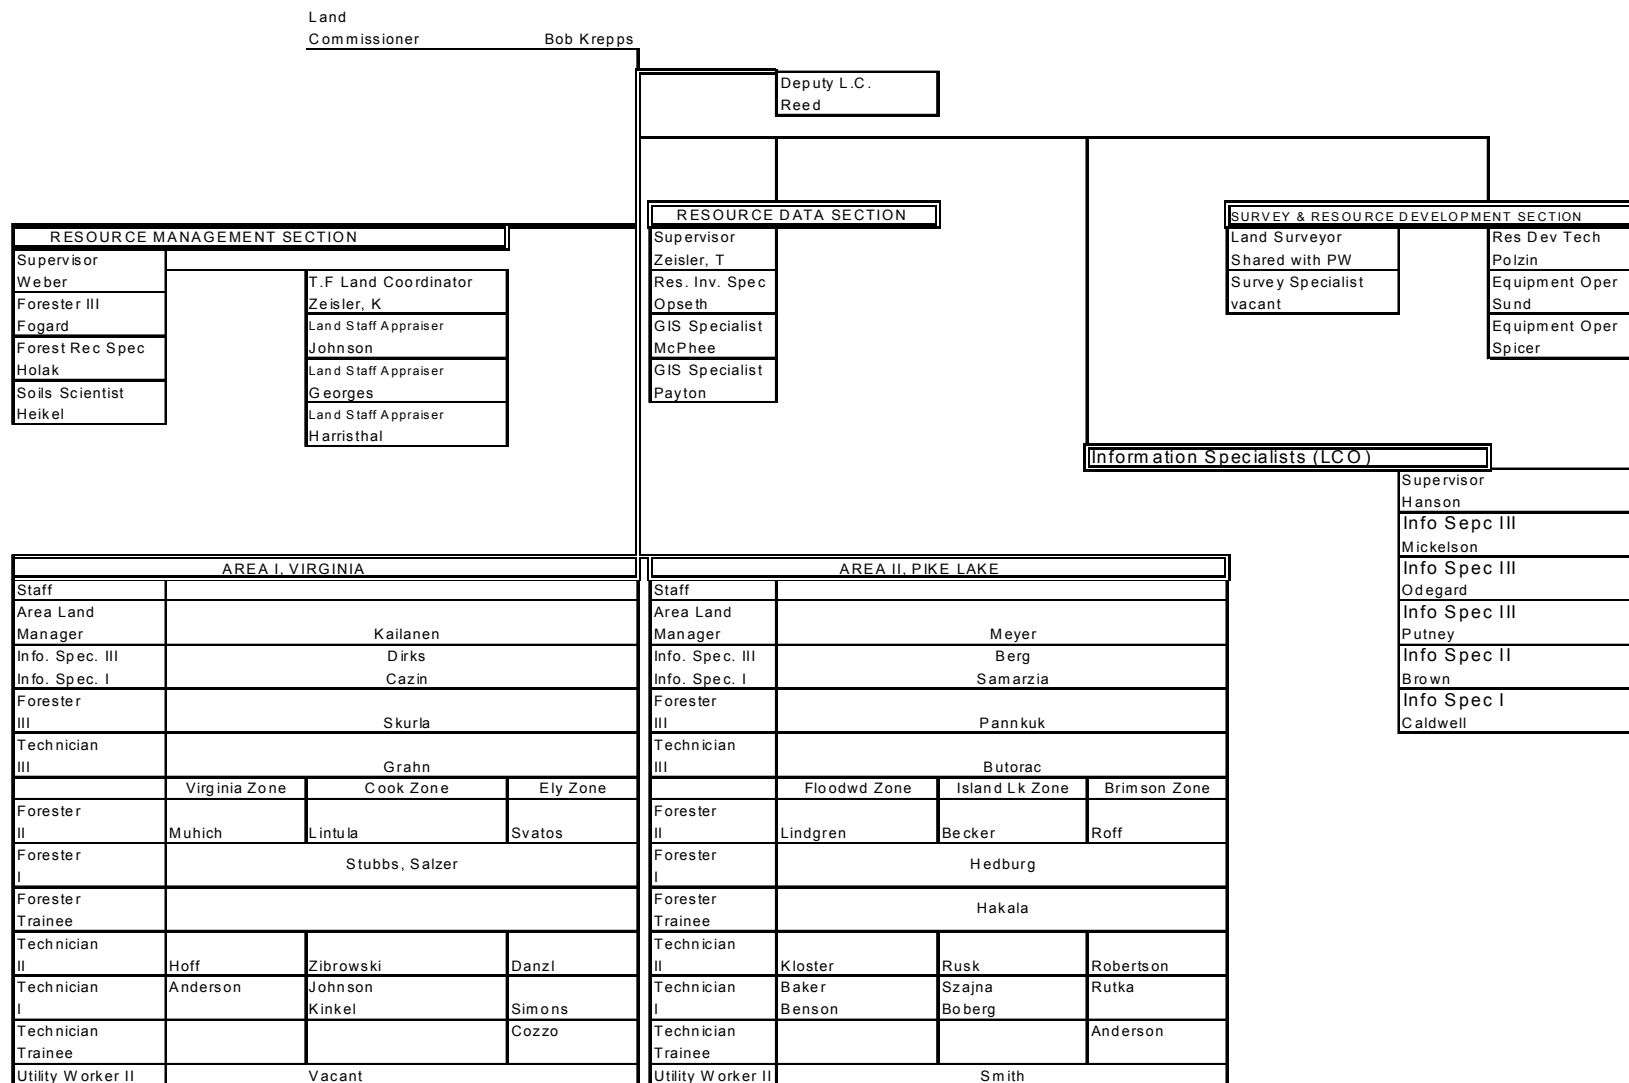 Land
Commissioner Bob Krepps
Deputy L.C.
Reed
RESOURCE MANAGEMENT SECTION
Supervisor
Weber
Forester III
Fogard
Forest Rec Spec
Holak
Soils Scientist
Heikel
T.F Land Coordinator
Zeisler, K
Land Staff Appraiser
Johnson
Land Staff Appraiser
Georges
Land Staff Appraiser
Harristhal
RESOURCE DATA SECTION
Supervisor
Zeisler, T
Res. Inv. Spec
Opseth
GIS Specialist
McPhee
GIS Specialist
Payton
SURVEY & RESOURCE DEVELOPMENT SECTION
Land Surveyor
Shared with PW
Survey Specialist
vacant
Res Dev Tech
Polzin
Equipment Oper
Sund
Equipment Oper
Spicer
Information Specialists (LCO)
Supervisor
Hanson
Info Sepc III
Mickelson
Info Spec III
Odegard
Info Spec III
Putney
Info Spec II
Brown
Info Spec I
Caldwell
AREA I, VIRGINIA
Staff
Area Land
Manager Kailanen
Info. Spec. III Dirks
Info. Spec. I Cazin
Forester
III Skurla
Technician
III Grahn
Virginia Zone Cook Zone Ely Zone
Forester
II Muhich Lintula Svatos
Forester
I Stubbs, Salzer
Forester
Trainee
Technician
II Hoff Zibrowski Danzl
Technician Anderson Johnson
I Kinkel Simons
Technician Cozzo
Trainee
Utility Worker II Vacant
AREA II, PIKE LAKE
Staff
Area Land
Manager Meyer
Info. Spec. III Berg
Info. Spec. I Samarzia
Forester
III Pannkuk
Technician
III Butorac
Floodwd Zone Island Lk Zone Brimson Zone
Forester
II Lindgren Becker Roff
Forester
I Hedburg
Forester
Trainee Hakala
Technician
II Kloster Rusk Robertson
Technician Baker Szajna Rutka
I Benson Boberg
Technician Anderson
Trainee
Utility Worker II Smith